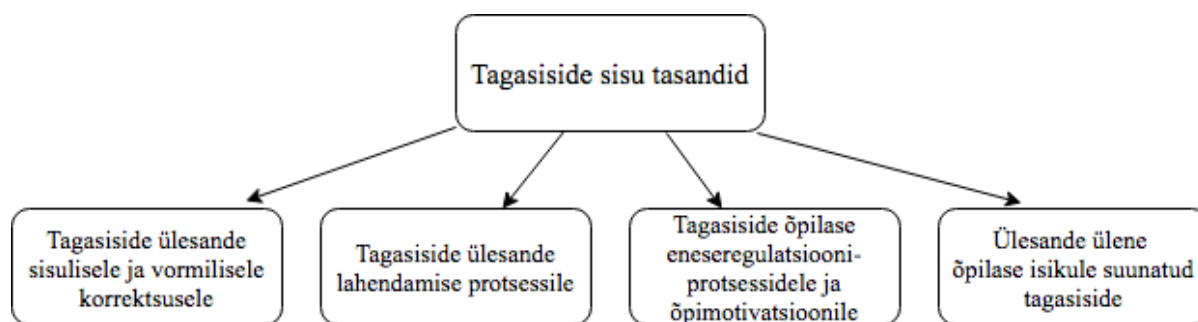 Tagasiside sisu tasandid
Tagasiside ülesande
sisulisele ja vormilisele
korrektsusele
Tagasiside ülesande
lahendamise protsessile
Tagasiside õpilase
eneseregulatsiooni-
protsessidele ja
õpimotivatsioonile
Ülesande ülene
õpilase isikule suunatud
tagasiside